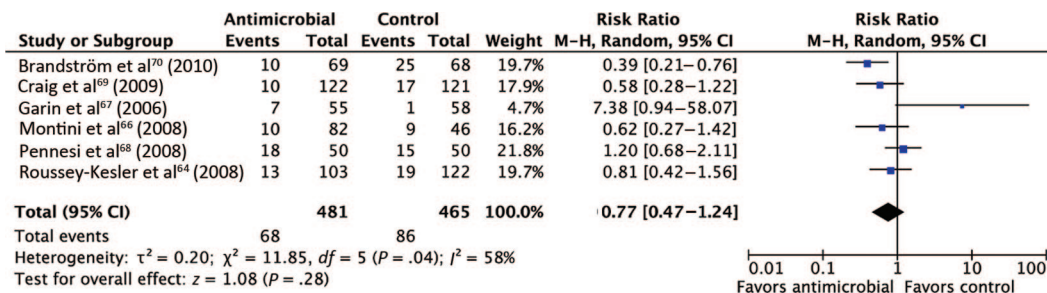 Antimicrobial Control Risk Ratio Risk Ratio
Study or Subgroup Events Total Events Total Weight M–H, Random, 95% CI M–H, Random, 95% CI
Brandström et al⁷⁰ (2010) 10 69 25 68 19.7% 0.39 [0.21–0.76]
Craig et al⁶⁹ (2009) 10 122 17 121 17.9% 0.58 [0.28–1.22]
Garin et al⁶⁷ (2006) 7 55 1 58 4.7% 7.38 [0.94–58.07]
Montini et al⁶⁶ (2008) 10 82 9 46 16.2% 0.62 [0.27–1.42]
Pennesi et al⁶⁸ (2008) 18 50 15 50 21.8% 1.20 [0.68–2.11]
Roussey-Kesler et al⁶⁴ (2008) 13 103 19 122 19.7% 0.81 [0.42–1.56]
Total (95% CI) 481 465 100.0% 0.77 [0.47–1.24]
Total events 68 86
Heterogeneity: τ² = 0.20; χ² = 11.85, df = 5 (P = .04); I² = 58%
Test for overall effect: z = 1.08 (P = .28)
0.01 0.1 1 10 100
Favors antimicrobial Favors control